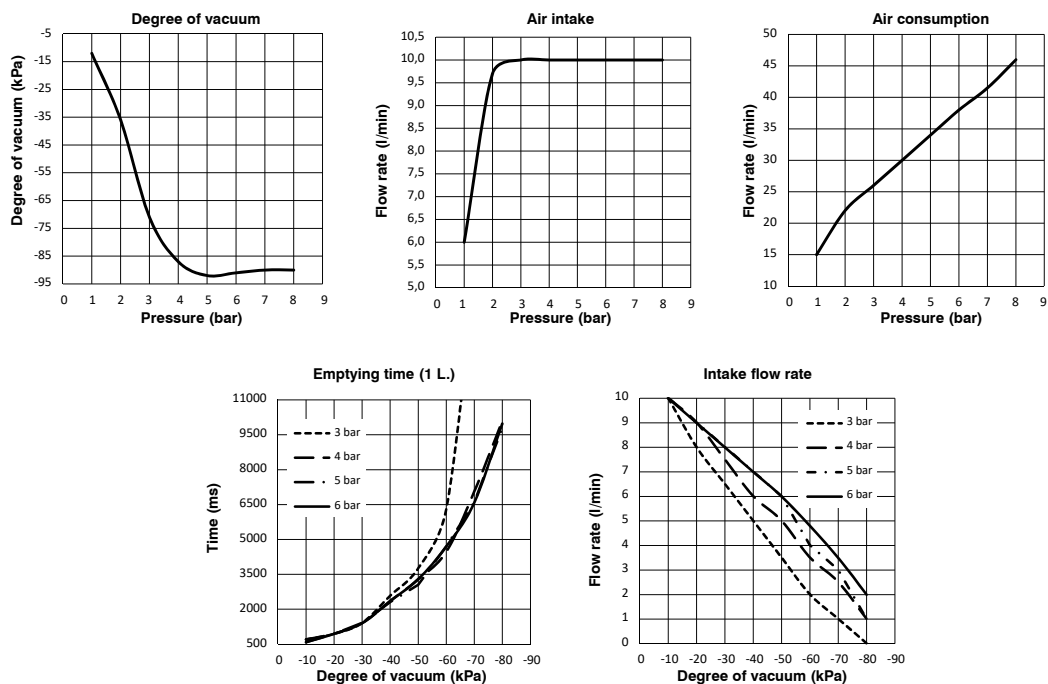 Degree of vacuum
Degree of vacuum (kPa)
-5
-15
-25
-35
-45
-55
-65
-75
-85
-95
0 1 2 3 4 5 6 7 8 9
Pressure (bar)
Air intake
Flow rate (l/min)
10,5
10,0
9,5
9,0
8,5
8,0
7,5
7,0
6,5
6,0
5,5
5,0
0 1 2 3 4 5 6 7 8 9
Pressure (bar)
Air consumption
Flow rate (l/min)
50
45
40
35
30
25
20
15
10
0 1 2 3 4 5 6 7 8 9
Pressure (bar)
Emptying time (1 L.)
Time (ms)
11000
9500
8000
6500
5000
3500
2000
500
3 bar
4 bar
5 bar
6 bar
0 -10 -20 -30 -40 -50 -60 -70 -80 -90
Degree of vacuum (kPa)
Intake flow rate
Flow rate (l/min)
10
9
8
7
6
5
4
3
2
1
0
3 bar
4 bar
5 bar
6 bar
0 -10 -20 -30 -40 -50 -60 -70 -80 -90
Degree of vacuum (kPa)